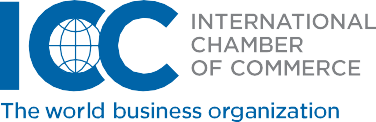 ICC
INTERNATIONAL
CHAMBER
OF COMMERCE
The world business organization